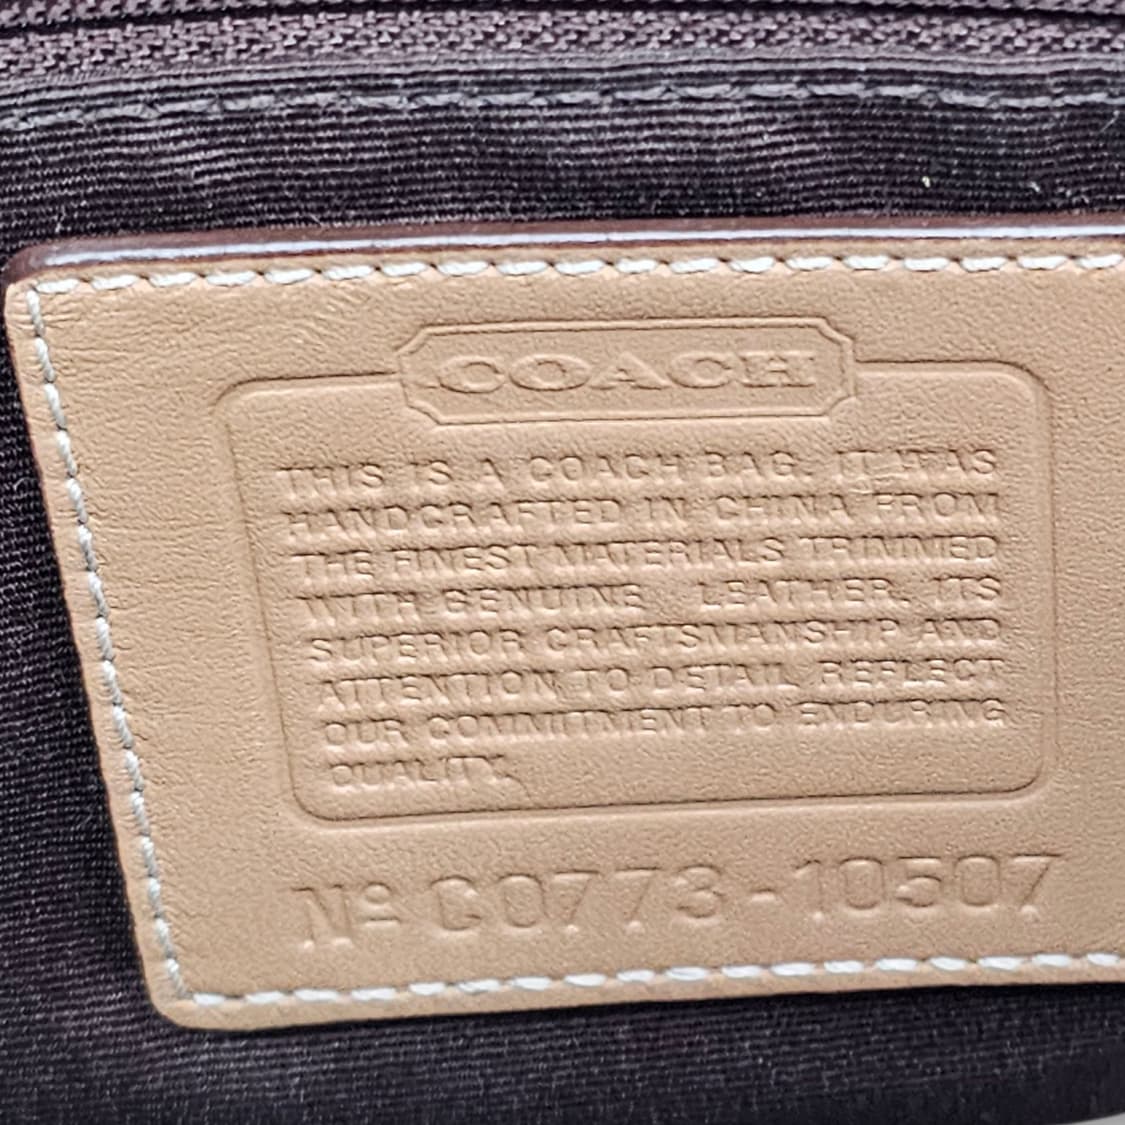 COACH
THIS IS A COACH BAG. IT WAS
HANDCRAFTED IN CHINA FROM
THE FINEST MATERIALS TRIMMED
WITH GENUINE LEATHER. ITS
SUPERIOR CRAFTSMANSHIP AND
ATTENTION TO DETAIL REFLECT
OUR COMMITMENT TO ENDURING
QUALITY.
Nº C0773-10507